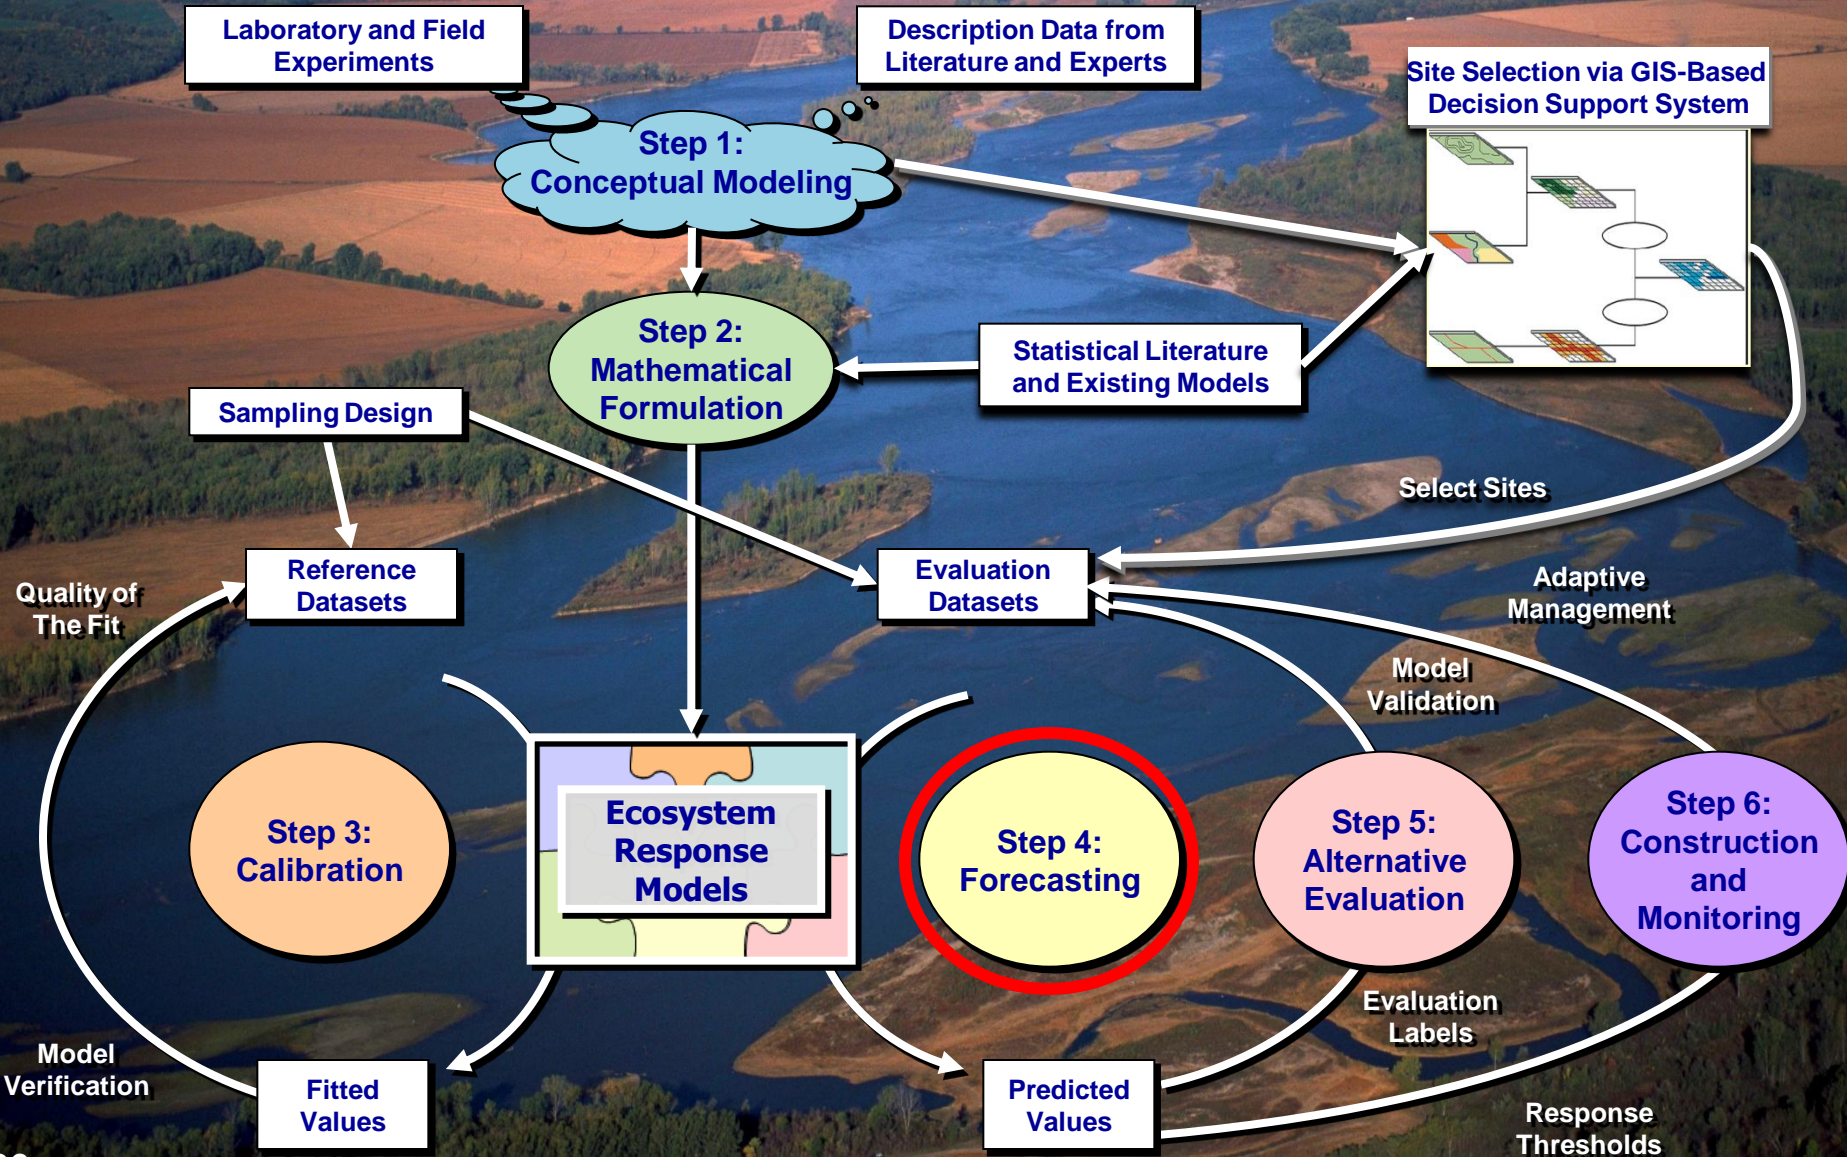 Laboratory and Field
Experiments
Description Data from
Literature and Experts
Site Selection via GIS-Based
Decision Support System
Step 1:
Conceptual Modeling
Step 2:
Mathematical
Formulation
Statistical Literature
and Existing Models
Sampling Design
Select Sites
Reference
Datasets
Evaluation
Datasets
Quality of
The Fit
Adaptive
Management
Model
Validation
Step 3:
Calibration
Ecosystem
Response
Models
Step 4:
Forecasting
Step 5:
Alternative
Evaluation
Step 6:
Construction
and
Monitoring
Evaluation
Labels
Model
Verification
Fitted
Values
Predicted
Values
Response
Thresholds